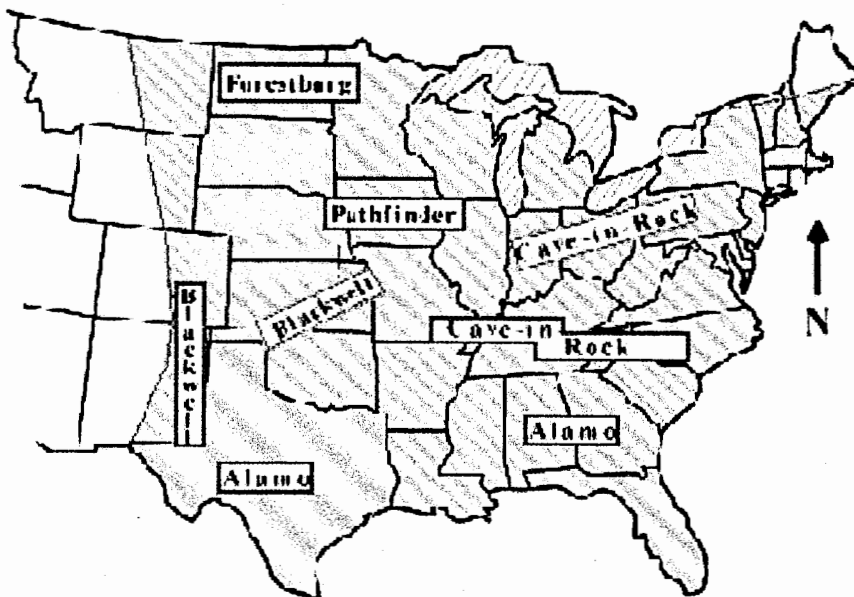 Forestburg
Pathfinder
Cave-in-Rock
Blackwell
Blackwell
Cave-in
Rock
N
Alamo
Alamo